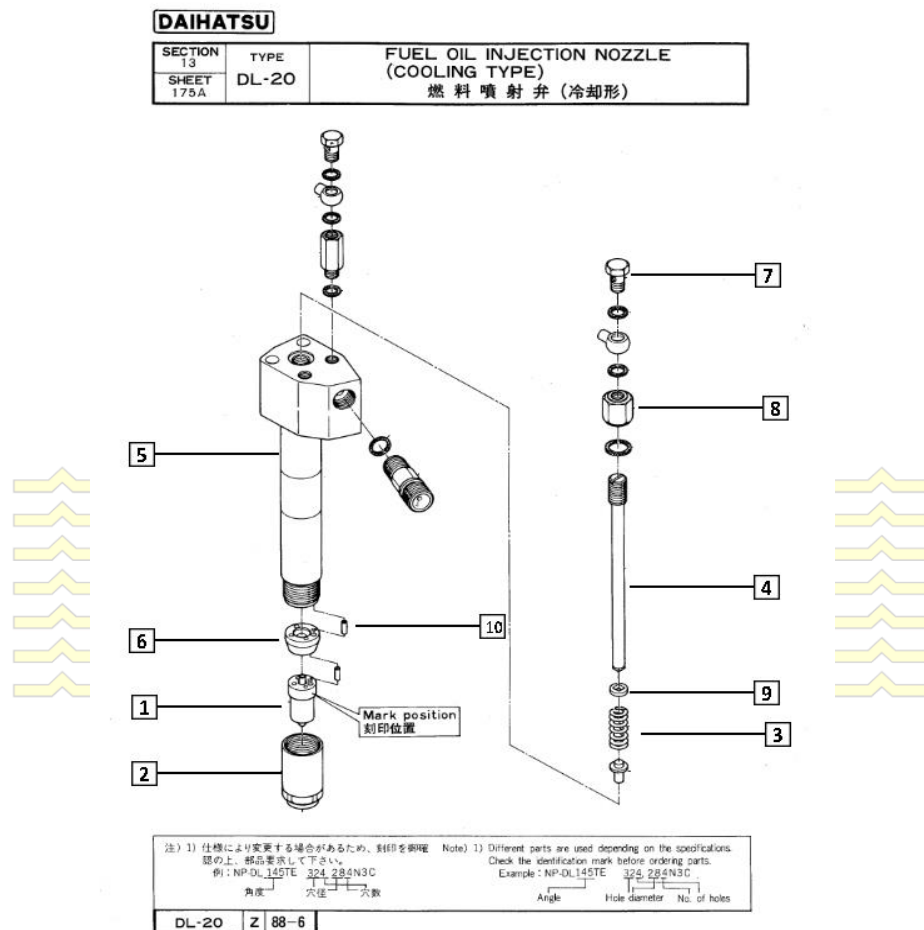 DAIHATSU
SECTION 13
TYPE
FUEL OIL INJECTION NOZZLE
SHEET 175A
DL-20
(COOLING TYPE)
燃料噴射弁(冷却形)
7
8
5
4
10
6
9
1
Mark position
刻印位置
3
2
注) 1) 仕様により変更する場合があるため、刻印を御確
認の上、部品要求して下さい。
例:NP-DL 145TE 324 284N3C
角度 穴径 穴数
Note) 1) Different parts are used depending on the specifications.
Check the identification mark before ordering parts.
Example : NP-DL 145TE 324 284N3C
Angle Hole diameter No. of holes
DL-20 Z 88-6